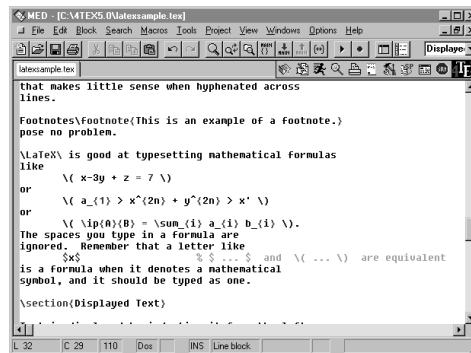 MED - [C:\4TEX5.0\latexsample.tex]
File Edit Block Search Macros Tools Project View Windows Options Help
Displaye
latexsample.tex
that makes little sense when hyphenated across
lines.
Footnotes\footnote{This is an example of a footnote.}
pose no problem.
\LaTeX\ is good at typesetting mathematical formulas
like
\( x-3y + z = 7 \)
or
\( a_{1} > x^{2n} + y^{2n} > x' \)
or
\( \ip{A}{B} = \sum_{i} a_{i} b_{i} \).
The spaces you type in a formula are
ignored. Remember that a letter like
$x$ % $ ... $ and \( ... \) are equivalent
is a formula when it denotes a mathematical
symbol, and it should be typed as one.
\section{Displayed Text}
L 32 C 29 110 Dos INS Line block